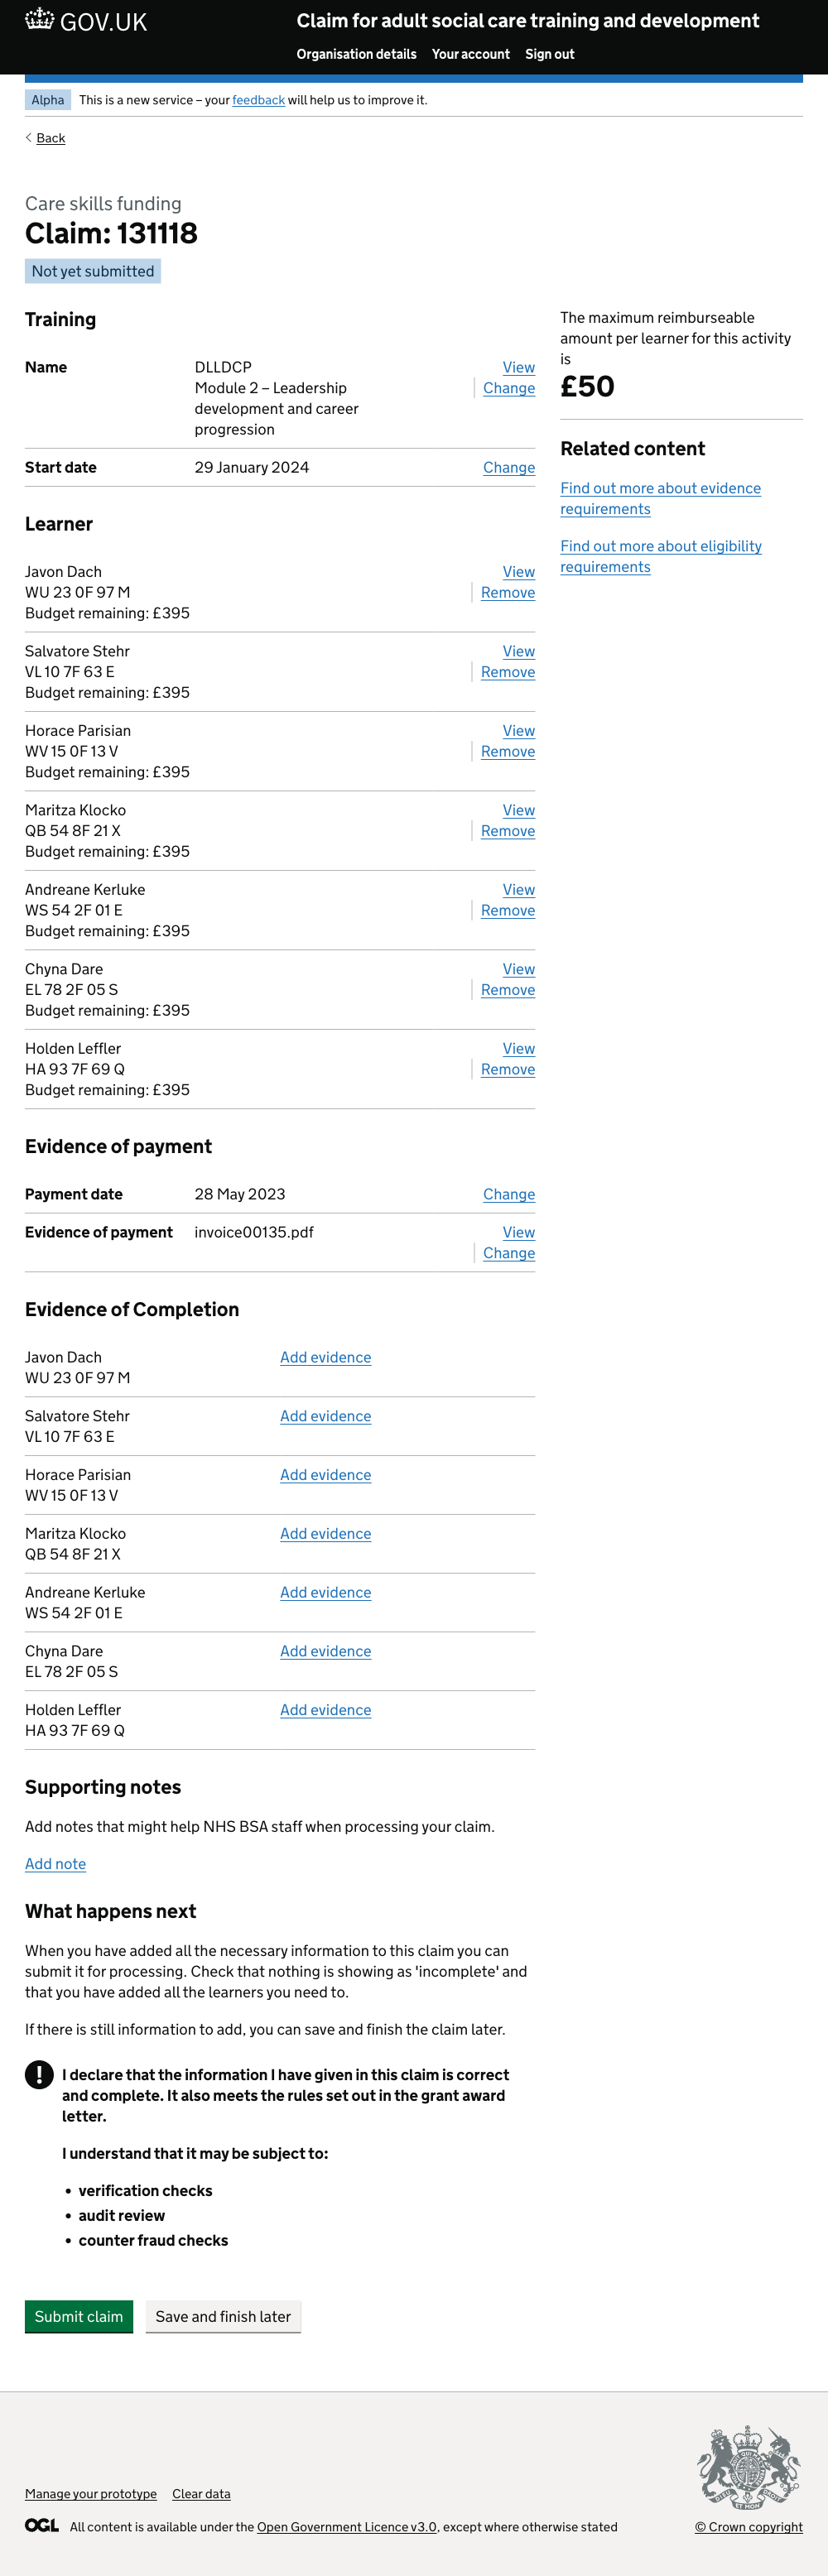 GOV.UK
Claim for adult social care training and development
Organisation details Your account Sign out
Alpha This is a new service – your feedback will help us to improve it.
Back
Care skills funding
Claim: 131118
Not yet submitted
Training
Name DLLDCP View
Module 2 – Leadership Change
development and career
progression
Start date 29 January 2024 Change
Learner
Javon Dach View
WU 23 0F 97 M Remove
Budget remaining: £395
Salvatore Stehr View
VL 10 7F 63 E Remove
Budget remaining: £395
Horace Parisian View
WV 15 0F 13 V Remove
Budget remaining: £395
Maritza Klocko View
QB 54 8F 21 X Remove
Budget remaining: £395
Andreane Kerluke View
WS 54 2F 01 E Remove
Budget remaining: £395
Chyna Dare View
EL 78 2F 05 S Remove
Budget remaining: £395
Holden Leffler View
HA 93 7F 69 Q Remove
Budget remaining: £395
Evidence of payment
Payment date 28 May 2023 Change
Evidence of payment invoice00135.pdf View
Change
Evidence of Completion
Javon Dach Add evidence
WU 23 0F 97 M
Salvatore Stehr Add evidence
VL 10 7F 63 E
Horace Parisian Add evidence
WV 15 0F 13 V
Maritza Klocko Add evidence
QB 54 8F 21 X
Andreane Kerluke Add evidence
WS 54 2F 01 E
Chyna Dare Add evidence
EL 78 2F 05 S
Holden Leffler Add evidence
HA 93 7F 69 Q
Supporting notes
Add notes that might help NHS BSA staff when processing your claim.
Add note
What happens next
When you have added all the necessary information to this claim you can
submit it for processing. Check that nothing is showing as 'incomplete' and
that you have added all the learners you need to.
If there is still information to add, you can save and finish the claim later.
! I declare that the information I have given in this claim is correct
and complete. It also meets the rules set out in the grant award
letter.
I understand that it may be subject to:
• verification checks
• audit review
• counter fraud checks
Submit claim Save and finish later
The maximum reimburseable
amount per learner for this activity
is
£50
Related content
Find out more about evidence
requirements
Find out more about eligibility
requirements
Manage your prototype Clear data
OGL All content is available under the Open Government Licence v3.0, except where otherwise stated
© Crown copyright